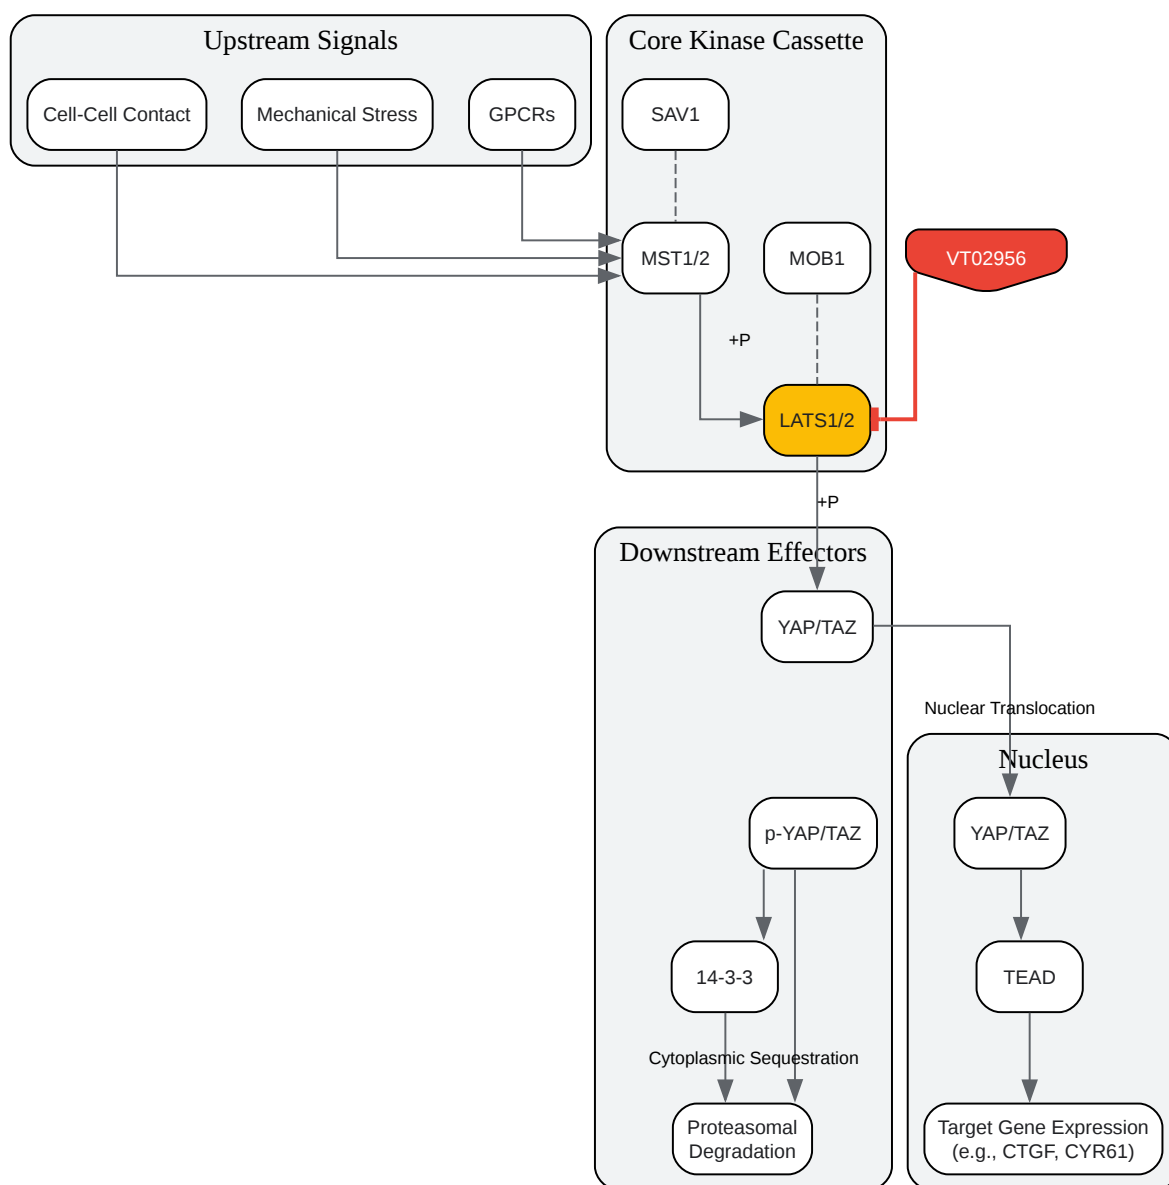 Upstream Signals
Core Kinase Cassette
Cell-Cell Contact
Mechanical Stress
GPCRs
SAV1
MST1/2
MOB1
VT02956
+P
LATS1/2
+P
Downstream Effectors
YAP/TAZ
Nuclear Translocation
Nucleus
p-YAP/TAZ
YAP/TAZ
14-3-3
TEAD
Cytoplasmic Sequestration
Proteasomal
Degradation
Target Gene Expression
(e.g., CTGF, CYR61)